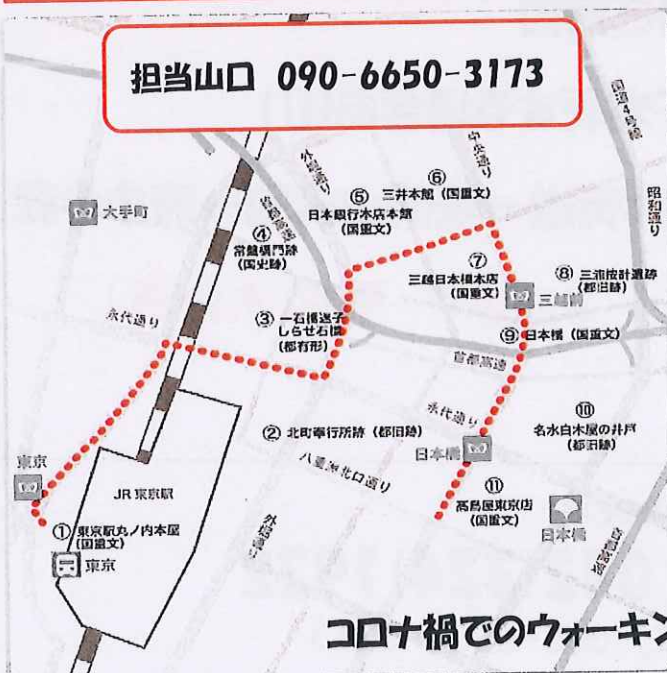 担当山口 090-6650-3173
国道4号線
中央通り
外堀通り
昭和通り
⑥
三井本館 (国重文)
⑤
日本銀行本店本館
(国重文)
大手町
首都高速
④
常盤橋門跡
(国史跡)
⑦
三越日本橋本店
(国重文)
⑧ 三浦按針遺跡
(都旧跡)
三越前
永代通り
③ 一石橋迷子
しらせ石標
(都有形)
⑨ 日本橋 (国重文)
首都高速
永代通り
⑩
名水白木屋の井戸
(都旧跡)
② 北町奉行所跡 (都旧跡)
八重洲北口通り
日本橋
東京
JR 東京駅
⑪
髙島屋東京店
(国重文)
日本橋
① 東京駅丸ノ内本屋
(国重文)
東京
外堀通り
コロナ禍でのウォーキン